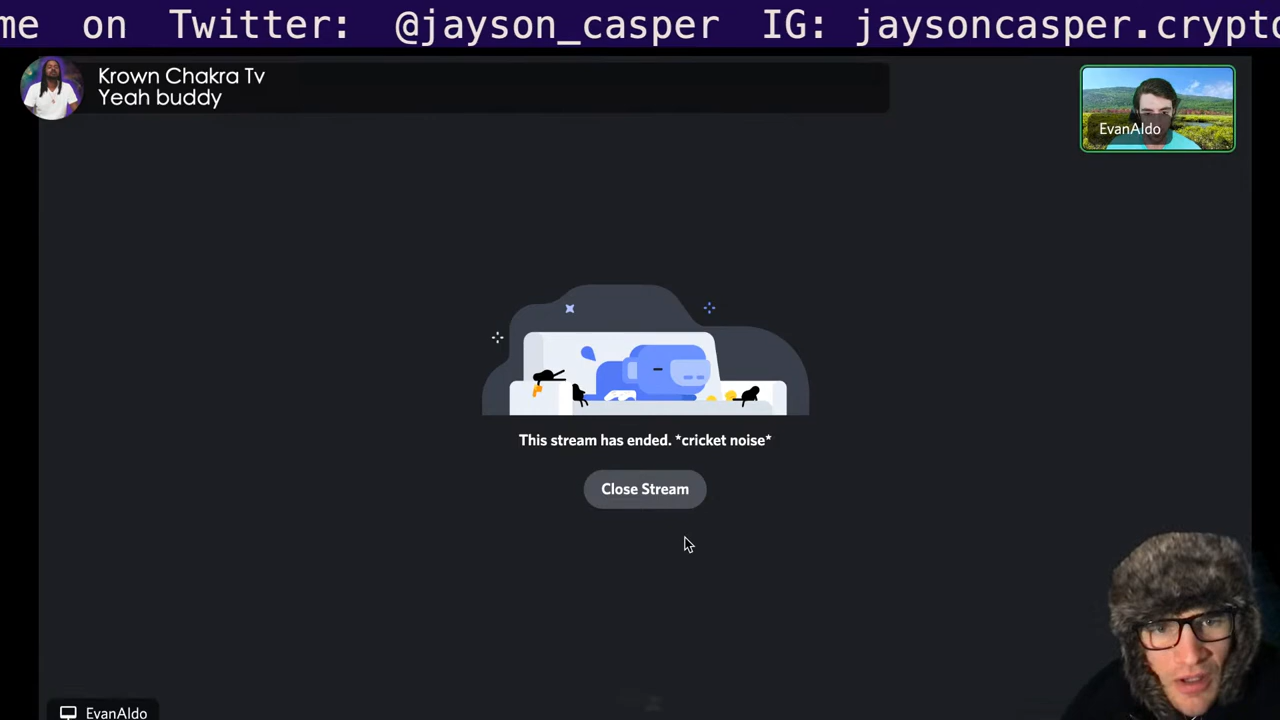 me on Twitter: @jayson_casper IG: jaysoncasper.crypto
Krown Chakra Tv
Yeah buddy
EvanAldo
This stream has ended. *cricket noise*
Close Stream
EvanAldo